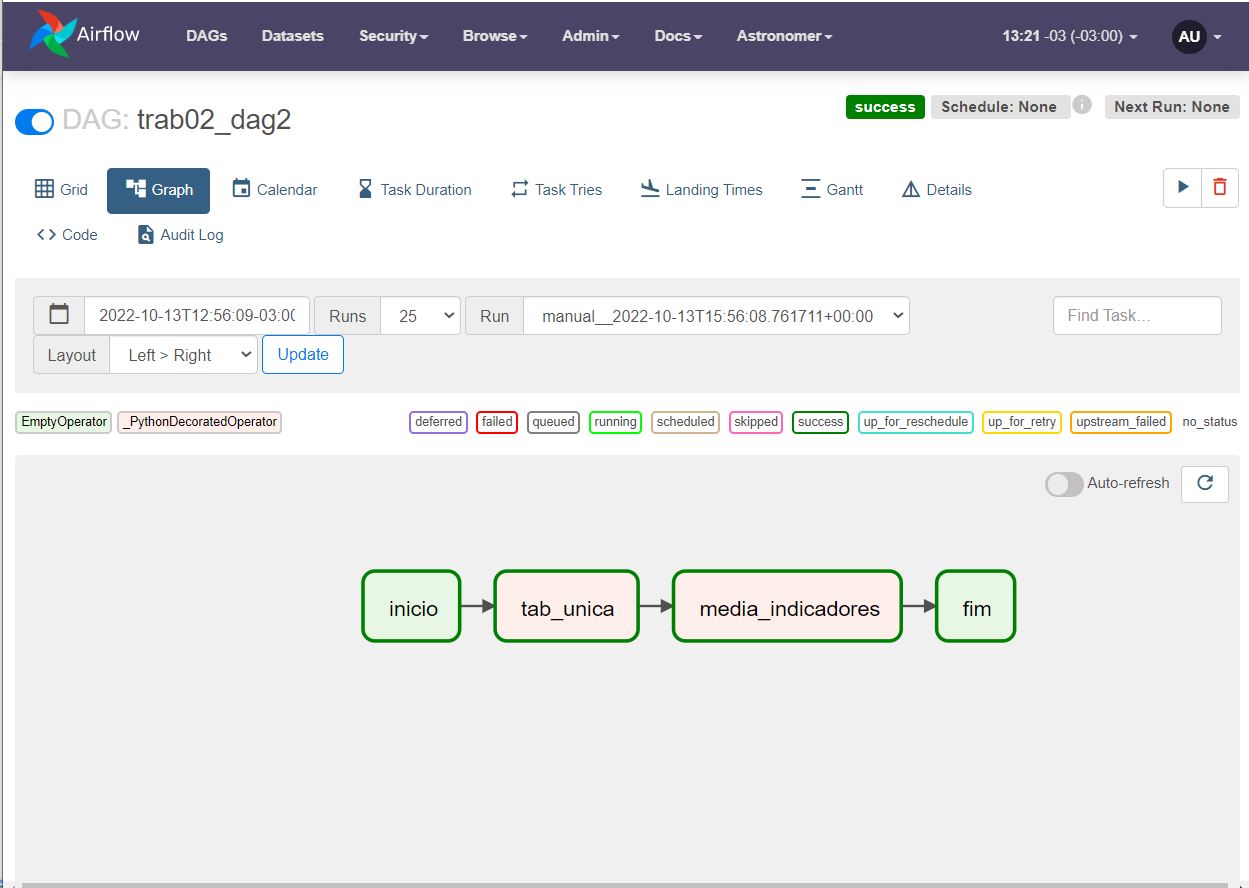 Airflow DAGs Datasets Security Browse Admin Docs Astronomer 13:21 -03 (-03:00) AU
DAG: trab02_dag2 success Schedule: None i Next Run: None
Grid Graph Calendar Task Duration Task Tries Landing Times Gantt Details
<> Code Audit Log
2022-10-13T12:56:09-03:00 Runs 25 Run manual__2022-10-13T15:56:08.761711+00:00 Find Task...
Layout Left > Right Update
EmptyOperator _PythonDecoratedOperator deferred failed queued running scheduled skipped success up_for_reschedule up_for_retry upstream_failed no_status
Auto-refresh
inicio tab_unica media_indicadores fim